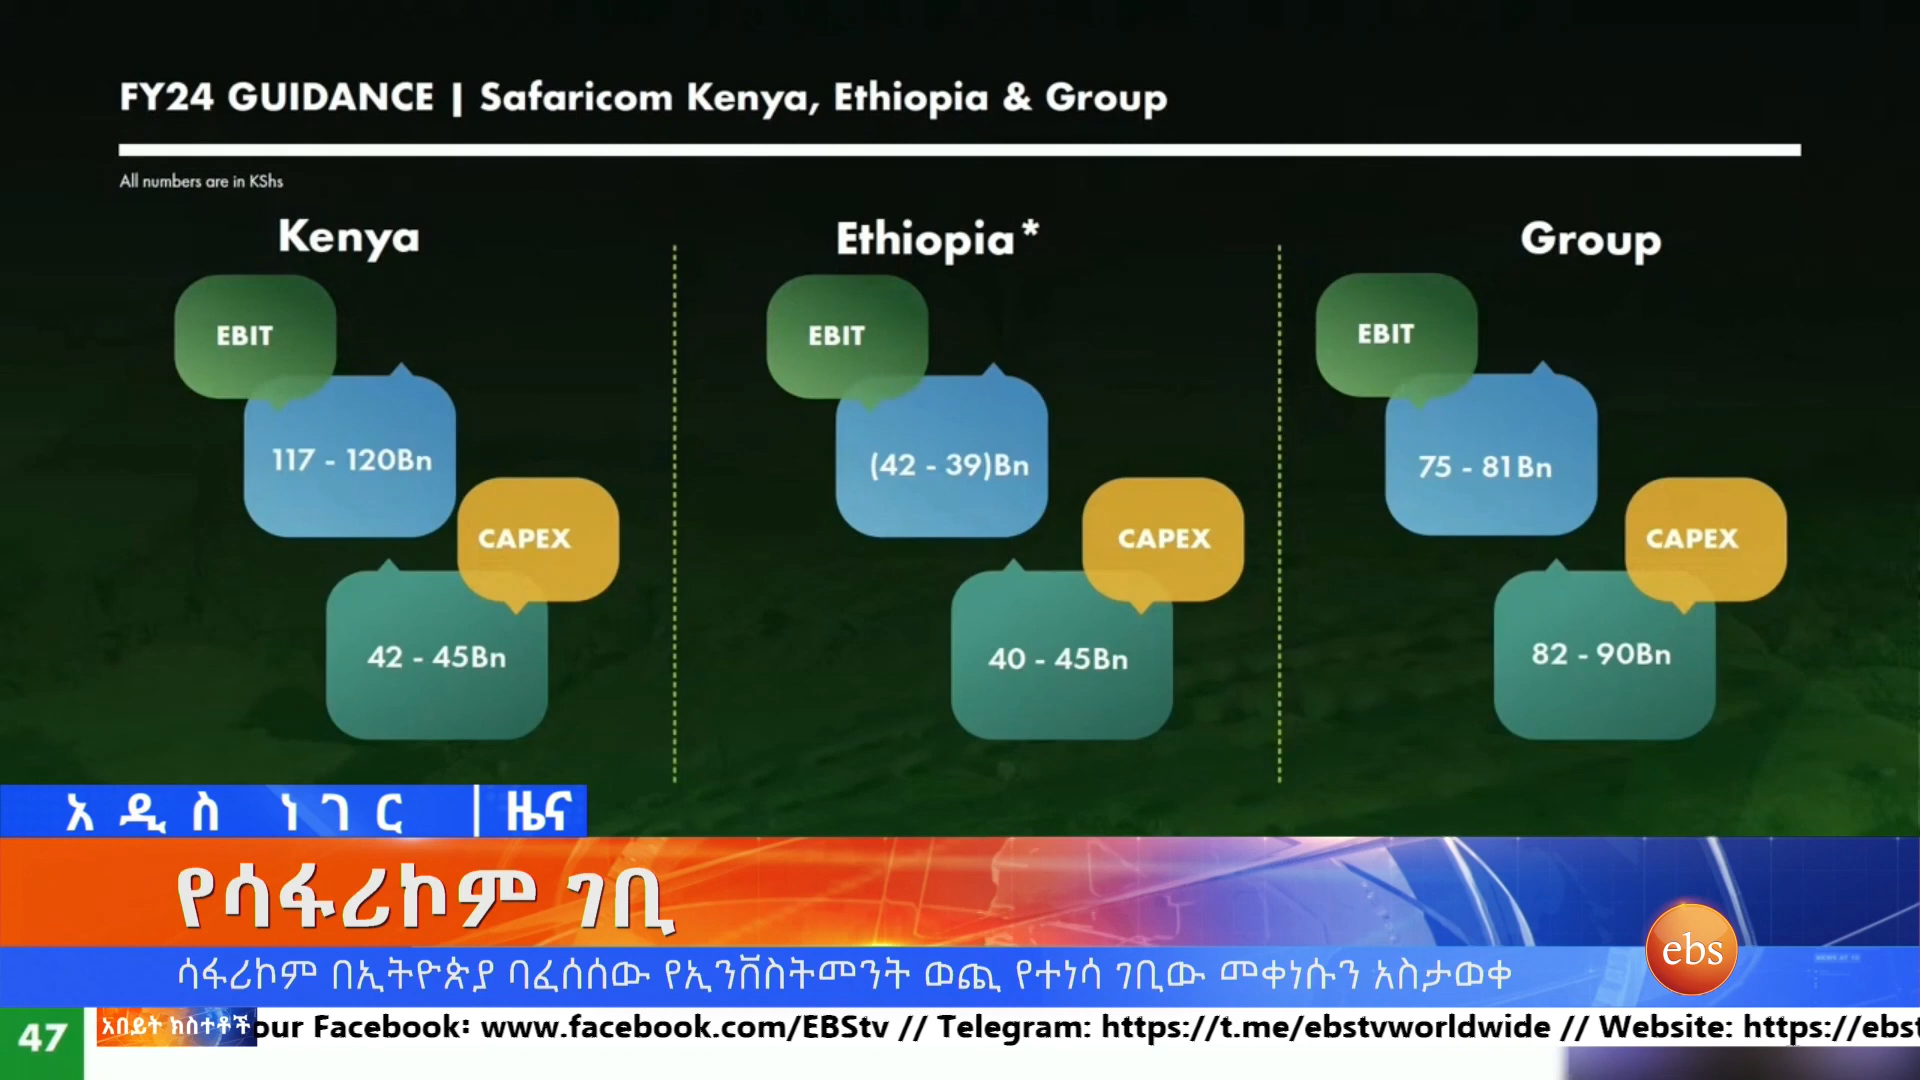 FY24 GUIDANCE | Safaricom Kenya, Ethiopia & Group
All numbers are in KShs
Kenya
EBIT
117 - 120Bn
CAPEX
42 - 45Bn
Ethiopia*
EBIT
(42 - 39)Bn
CAPEX
40 - 45Bn
Group
EBIT
75 - 81Bn
CAPEX
82 - 90Bn
አዲስ ነገር | ዜና
የሳፋሪኮም ገቢ
ሳፋሪኮም በኢትዮጵያ ባፈሰሰው የኢንቨስትመንት ወጪ የተነሳ ገቢው መቀነሱን አስታወቀ
ebs
47
አበይት ክስተቶች
our Facebook: www.facebook.com/EBStv // Telegram: https://t.me/ebstvworldwide // Website: https://ebst